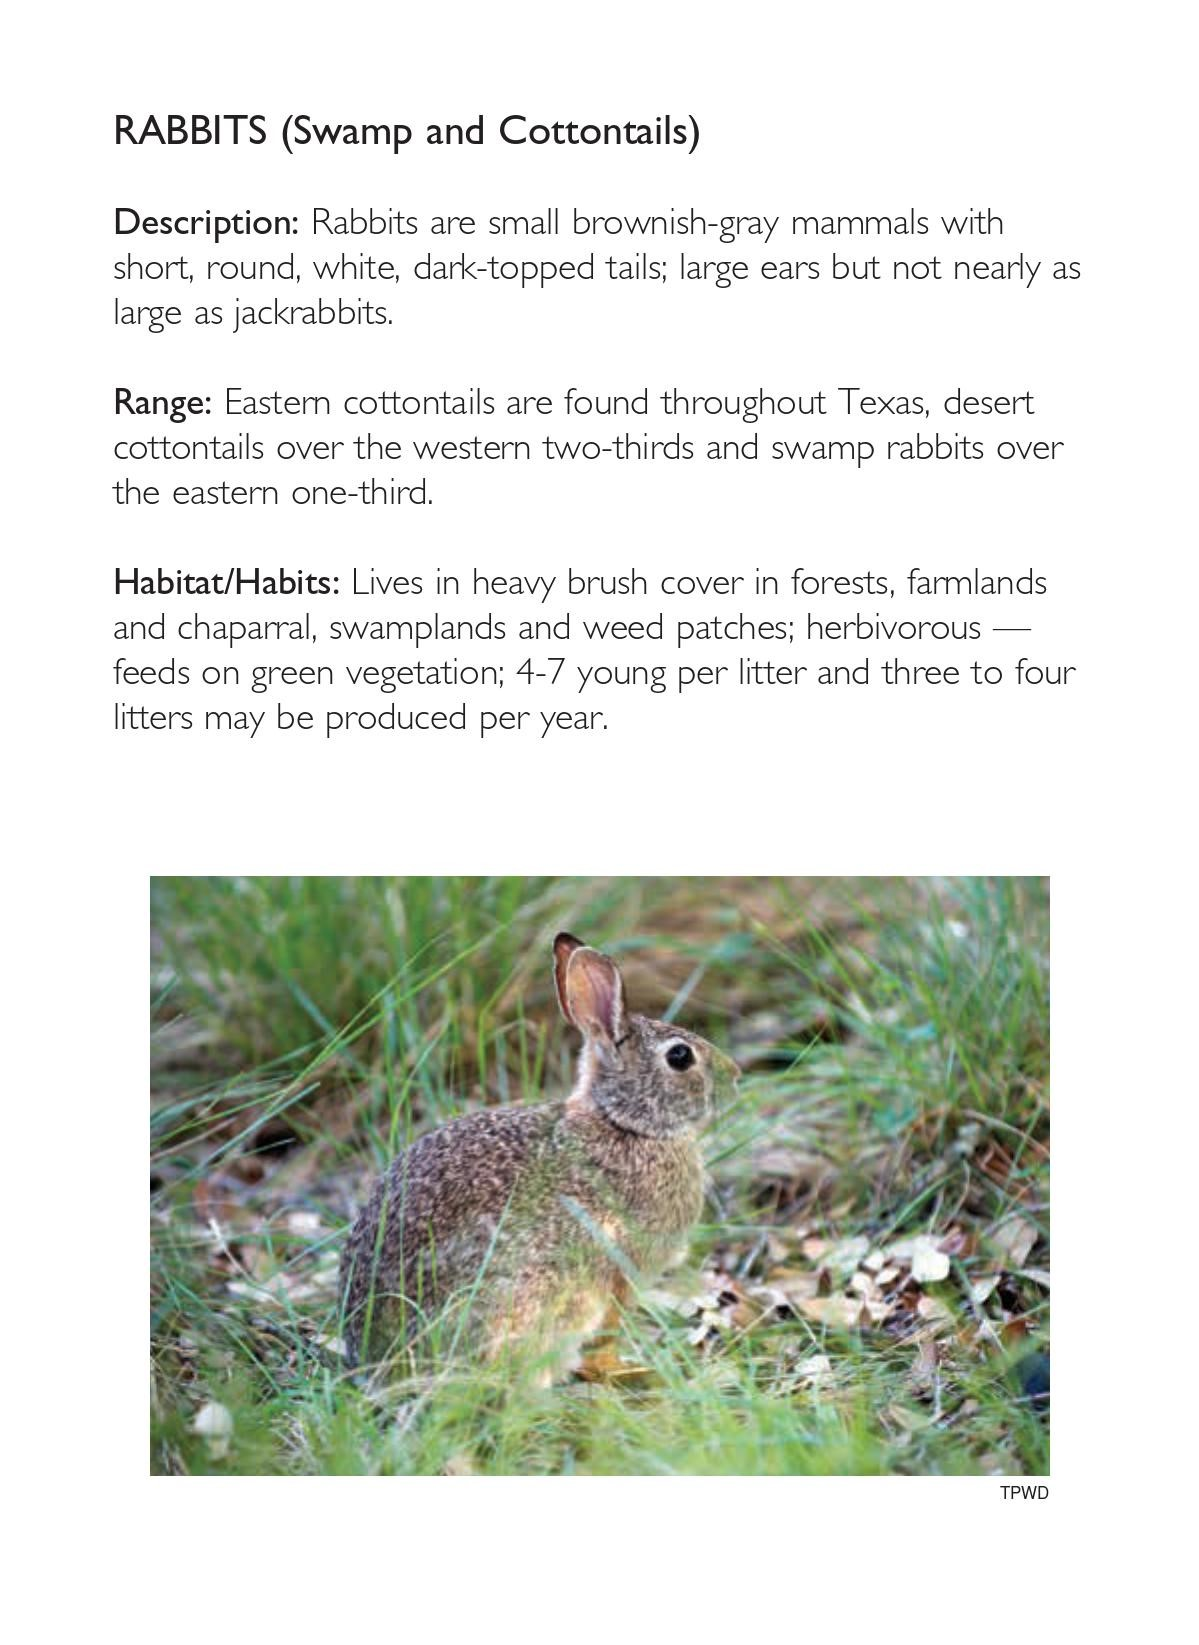 RABBITS (Swamp and Cottontails)
Description: Rabbits are small brownish-gray mammals with
short, round, white, dark-topped tails; large ears but not nearly as
large as jackrabbits.
Range: Eastern cottontails are found throughout Texas, desert
cottontails over the western two-thirds and swamp rabbits over
the eastern one-third.
Habitat/Habits: Lives in heavy brush cover in forests, farmlands
and chaparral, swamplands and weed patches; herbivorous —
feeds on green vegetation; 4-7 young per litter and three to four
litters may be produced per year.
TPWD